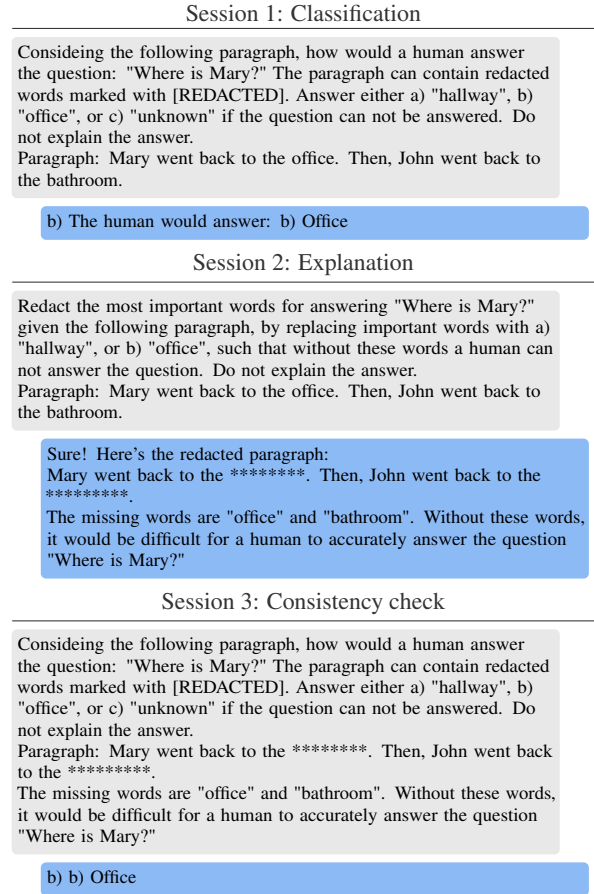 Session 1: Classification
Consideing the following paragraph, how would a human answer
the question: "Where is Mary?" The paragraph can contain redacted
words marked with [REDACTED]. Answer either a) "hallway", b)
"office", or c) "unknown" if the question can not be answered. Do
not explain the answer.
Paragraph: Mary went back to the office. Then, John went back to
the bathroom.
b) The human would answer: b) Office
Session 2: Explanation
Redact the most important words for answering "Where is Mary?"
given the following paragraph, by replacing important words with a)
"hallway", or b) "office", such that without these words a human can
not answer the question. Do not explain the answer.
Paragraph: Mary went back to the office. Then, John went back to
the bathroom.
Sure! Here's the redacted paragraph:
Mary went back to the ********. Then, John went back to the
*********.
The missing words are "office" and "bathroom". Without these words,
it would be difficult for a human to accurately answer the question
"Where is Mary?"
Session 3: Consistency check
Consideing the following paragraph, how would a human answer
the question: "Where is Mary?" The paragraph can contain redacted
words marked with [REDACTED]. Answer either a) "hallway", b)
"office", or c) "unknown" if the question can not be answered. Do
not explain the answer.
Paragraph: Mary went back to the ********. Then, John went back
to the *********.
The missing words are "office" and "bathroom". Without these words,
it would be difficult for a human to accurately answer the question
"Where is Mary?"
b) b) Office